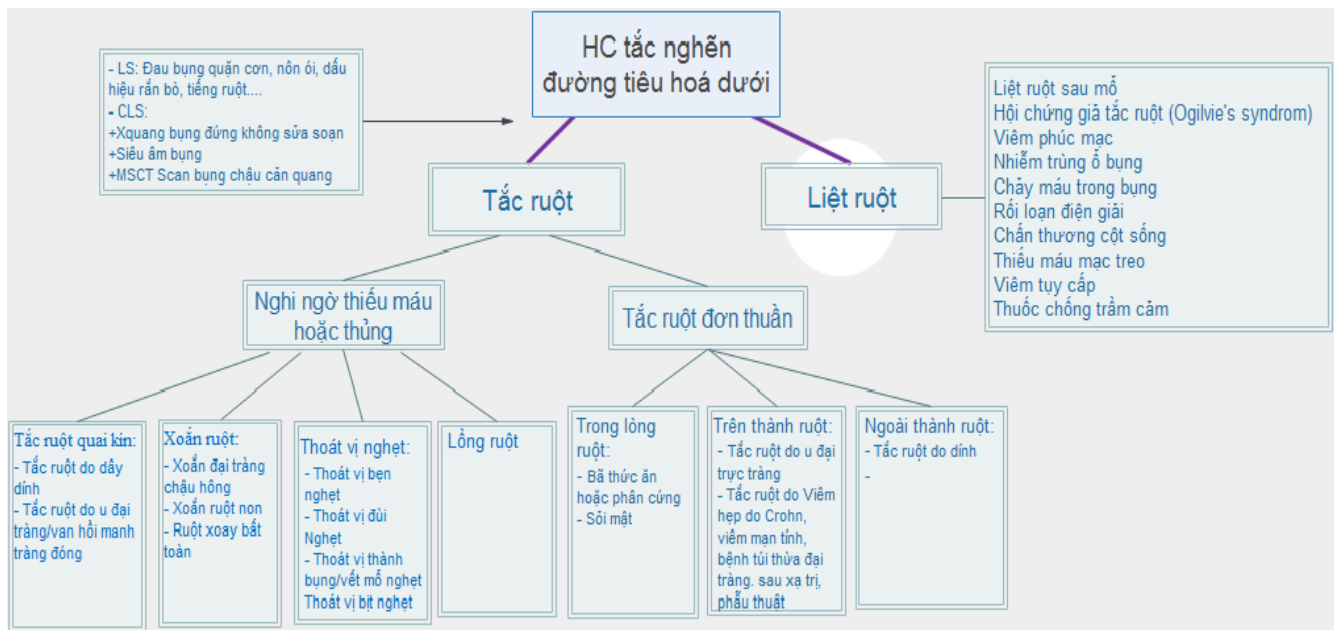 HC tắc nghẽn
đường tiêu hoá dưới
- LS: Đau bụng quặn cơn, nôn ói, dấu
hiệu rắn bò, tiếng ruột....
- CLS:
+Xquang bụng đứng không sửa soạn
+Siêu âm bụng
+MSCT Scan bụng chậu cản quang
Tắc ruột
Liệt ruột
Liệt ruột sau mổ
Hội chứng giả tắc ruột (Ogilvie's syndrom)
Viêm phúc mạc
Nhiễm trùng ổ bụng
Chảy máu trong bụng
Rối loạn điện giải
Chấn thương cột sống
Thiếu máu mạc treo
Viêm tụy cấp
Thuốc chống trầm cảm
Nghi ngờ thiếu máu
hoặc thủng
Tắc ruột đơn thuần
Tắc ruột quai kín:
- Tắc ruột do dây
dính
- Tắc ruột do u đại
tràng/van hồi manh
tràng đóng
Xoắn ruột:
- Xoắn đại tràng
chậu hông
- Xoắn ruột non
- Ruột xoay bất
toàn
Thoát vị nghẹt:
- Thoát vị bẹn
nghẹt
- Thoát vị đùi
Nghẹt
- Thoát vị thành
bụng/vết mổ nghẹt
Thoát vị bịt nghẹt
Lồng ruột
Trong lòng
ruột:
- Bã thức ăn
hoặc phân cứng
- Sỏi mật
Trên thành ruột:
- Tắc ruột do u đại
trực tràng
- Tắc ruột do Viêm
hẹp do Crohn,
viêm mạn tính,
bệnh túi thừa đại
tràng. sau xạ trị,
phẫu thuật
Ngoài thành ruột:
- Tắc ruột do dính
-